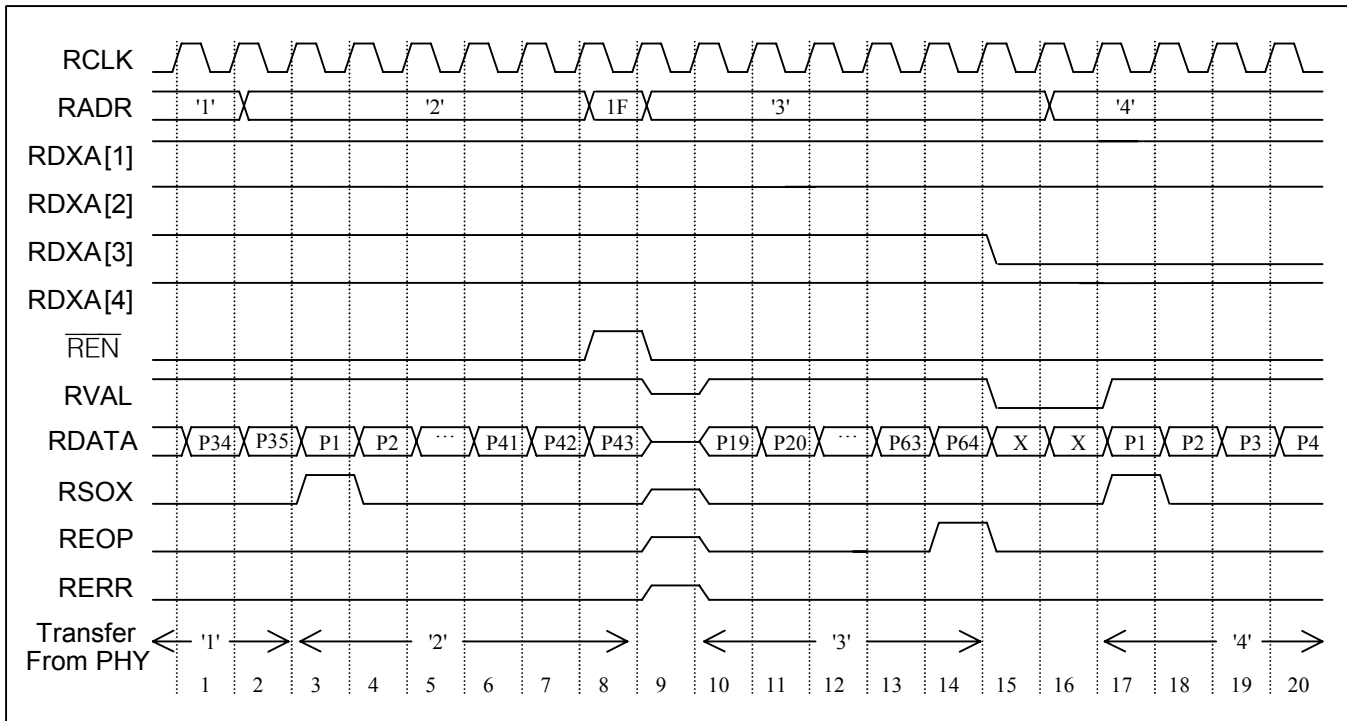 RCLK
RADR '1' '2' 1F '3' '4'
RDXA[1]
RDXA[2]
RDXA[3]
RDXA[4]
REN
RVAL
RDATA P34 P35 P1 P2 ... P41 P42 P43 P19 P20 ... P63 P64 X X P1 P2 P3 P4
RSOX
REOP
RERR
Transfer From PHY '1' '2' '3' '4'
1 2 3 4 5 6 7 8 9 10 11 12 13 14 15 16 17 18 19 20